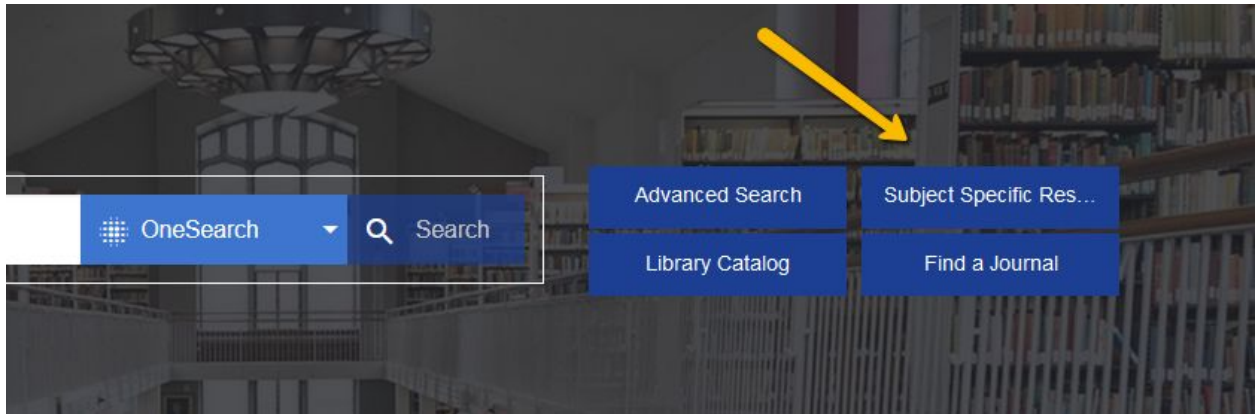 OneSearch
Search
Advanced Search
Subject Specific Res...
Library Catalog
Find a Journal